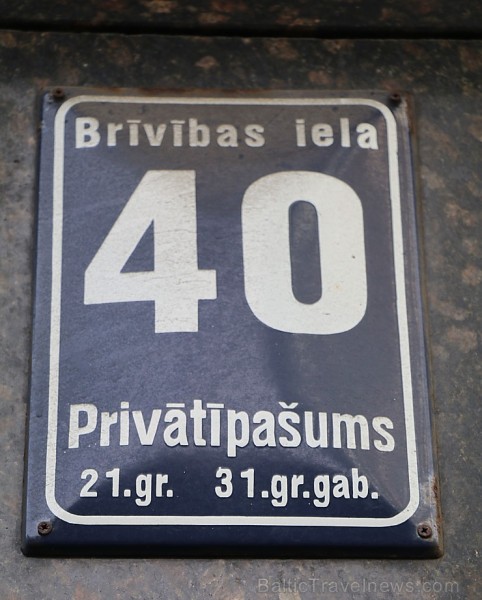 Brīvības iela
40
Privātīpašums
21.gr. 31.gr.gab.
BalticTravelnews.com